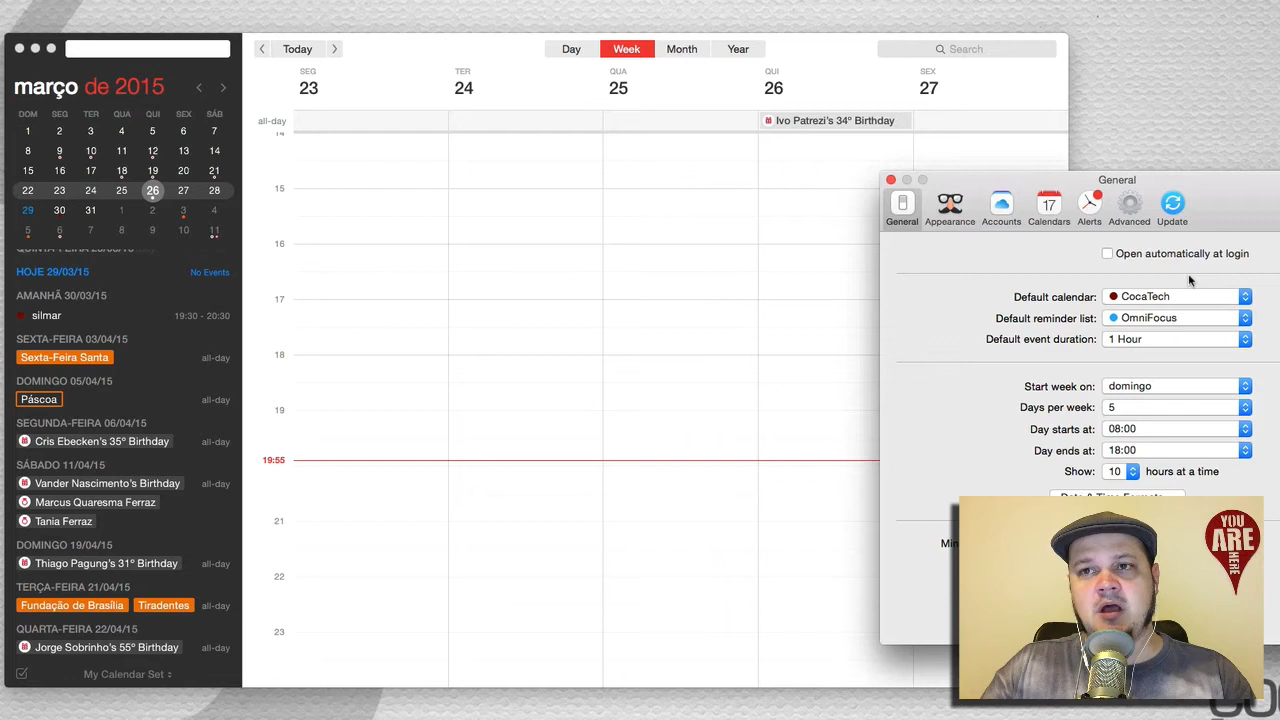 março de 2015
DOM SEG TER QUA QUI SEX SÁB
1 2 3 4 5 6 7
8 9 10 11 12 13 14
15 16 17 18 19 20 21
22 23 24 25 26 27 28
29 30 31 1 2 3 4
5 6 7 8 9 10 11
HOJE 29/03/15 No Events
AMANHÃ 30/03/15
silmar 19:30 - 20:30
SEXTA-FEIRA 03/04/15
Sexta-Feira Santa all-day
DOMINGO 05/04/15
Páscoa all-day
SEGUNDA-FEIRA 06/04/15
Cris Ebecken's 35º Birthday all-day
SÁBADO 11/04/15
Vander Nascimento's Birthday all-day
Marcus Quaresma Ferraz
Tania Ferraz all-day
DOMINGO 19/04/15
Thiago Pagung's 31º Birthday all-day
TERÇA-FEIRA 21/04/15
Fundação de Brasília Tiradentes all-day
QUARTA-FEIRA 22/04/15
Jorge Sobrinho's 55º Birthday all-day
My Calendar Set
Today
Day Week Month Year
Search
SEG TER QUA QUI SEX
23 24 25 26 27
all-day
Ivo Patrezi's 34º Birthday
14
15
16
17
18
19
19:55
21
22
23
General
17
General Appearance Accounts Calendars Alerts Advanced Update
Open automatically at login
Default calendar: CocaTech
Default reminder list: OmniFocus
Default event duration: 1 Hour
Start week on: domingo
Days per week: 5
Day starts at: 08:00
Day ends at: 18:00
Show: 10 hours at a time
YOU
ARE
HERE